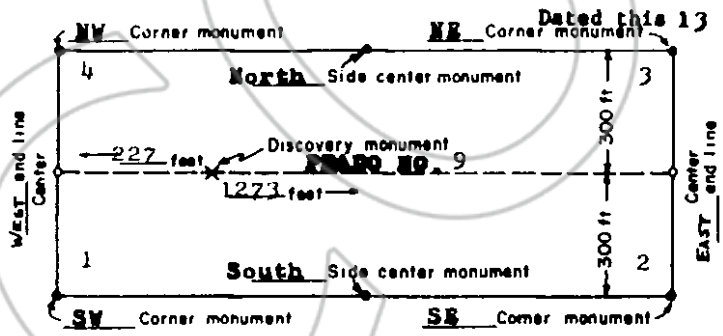 Dated this 13
NW Corner monument NE Corner monument
4 North Side center monument 3
300 ft
227 feet Discovery monument
WEST end line
Center
PRADO NO. 9
1273 feet
Center
EAST end line
300 ft
1 South Side center monument 2
SW Corner monument SE Corner monument